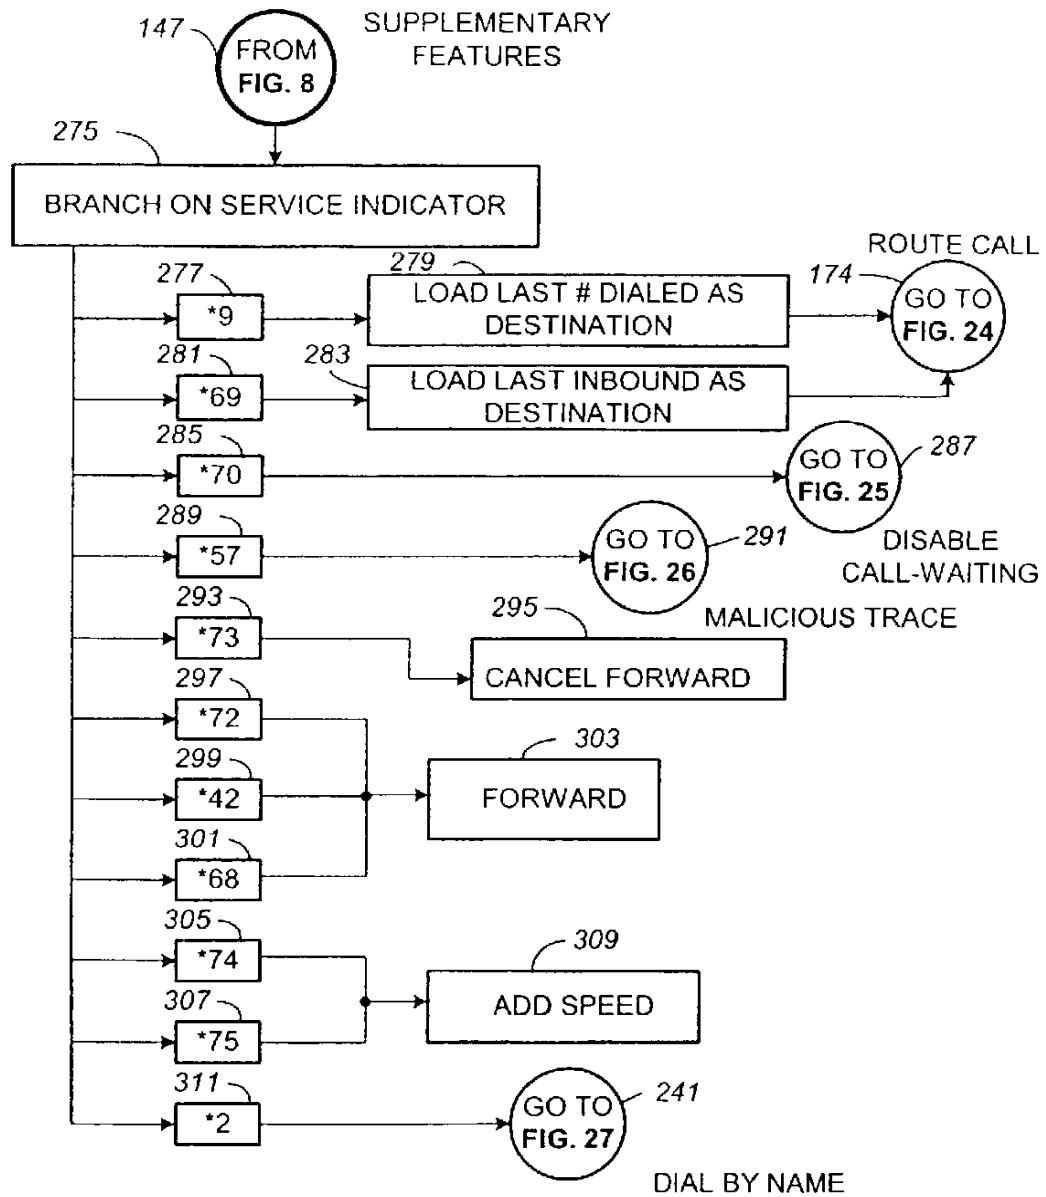 147
FROM
FIG. 8
SUPPLEMENTARY
FEATURES
275
BRANCH ON SERVICE INDICATOR
277
*9
279
LOAD LAST # DIALED AS
DESTINATION
ROUTE CALL
174
GO TO
FIG. 24
281
*69
283
LOAD LAST INBOUND AS
DESTINATION
285
*70
GO TO
FIG. 25
287
DISABLE
CALL-WAITING
289
*57
GO TO
FIG. 26
291
MALICIOUS TRACE
293
*73
295
CANCEL FORWARD
297
*72
299
*42
303
FORWARD
301
*68
305
*74
309
ADD SPEED
307
*75
311
*2
GO TO
FIG. 27
241
DIAL BY NAME